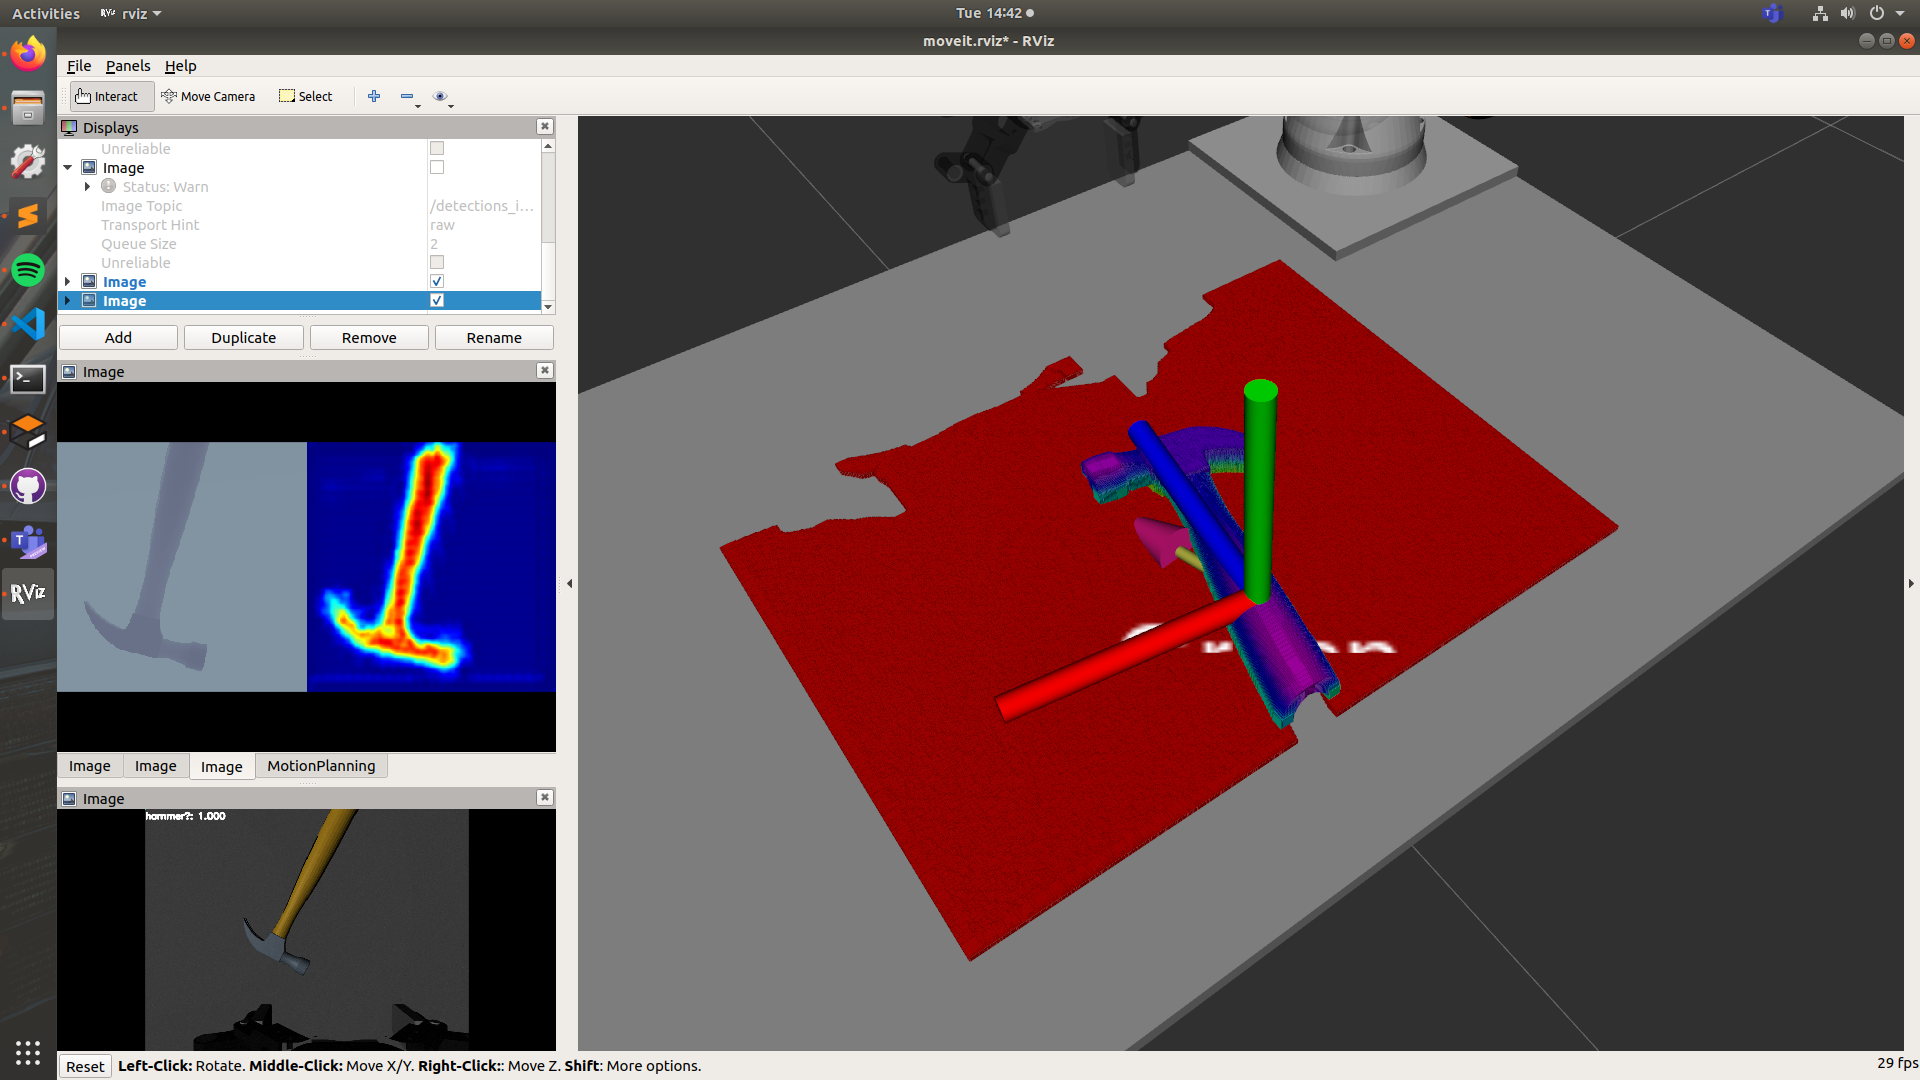 Activities
RViz rviz
Tue 14:42
moveit.rviz* - RViz
File Panels Help
Interact
Move Camera
Select
Displays
Unreliable
Image
Status: Warn
Image Topic /detections_i...
Transport Hint raw
Queue Size 2
Unreliable
Image
Image
Add Duplicate Remove Rename
Image
Image Image Image MotionPlanning
Image
hammer?: 1.000
RViz
Reset Left-Click: Rotate. Middle-Click: Move X/Y. Right-Click:: Move Z. Shift: More options.
29 fps